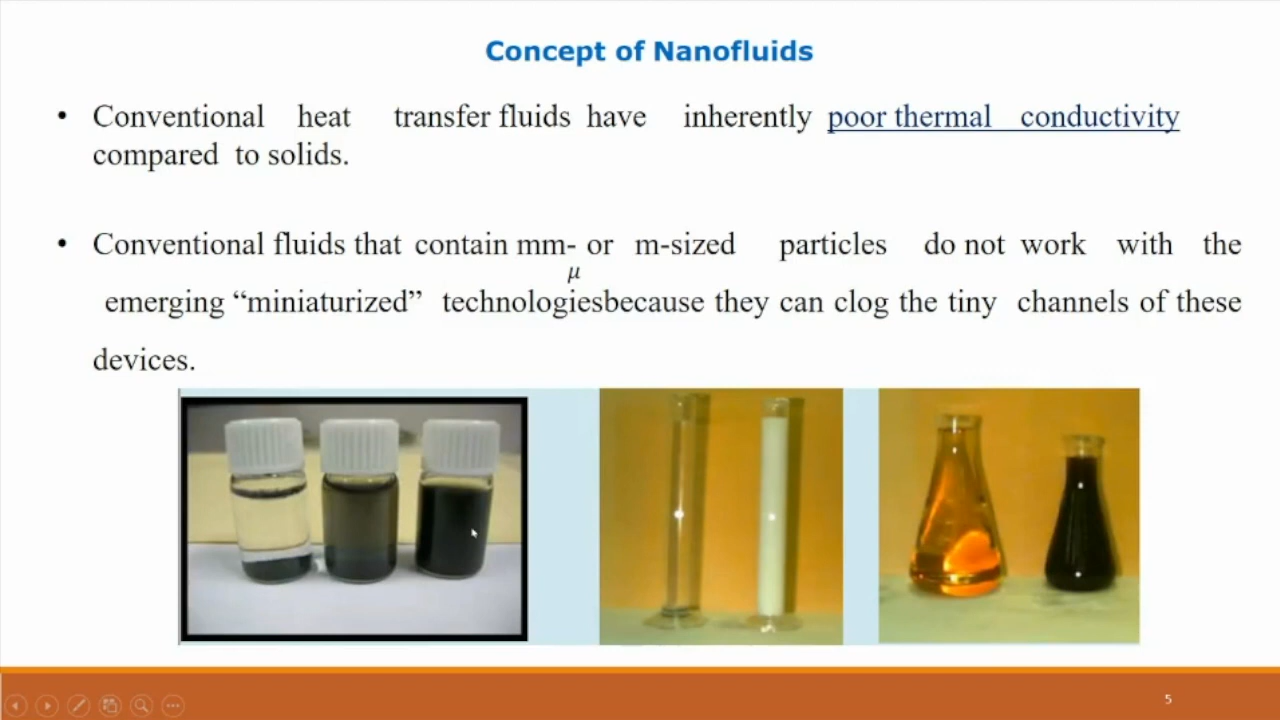 Concept of Nanofluids
• Conventional heat transfer fluids have inherently poor thermal conductivity
compared to solids.
• Conventional fluids that contain mm- or m-sized particles do not work with the
μ
emerging “miniaturized” technologiesbecause they can clog the tiny channels of these
devices.
5